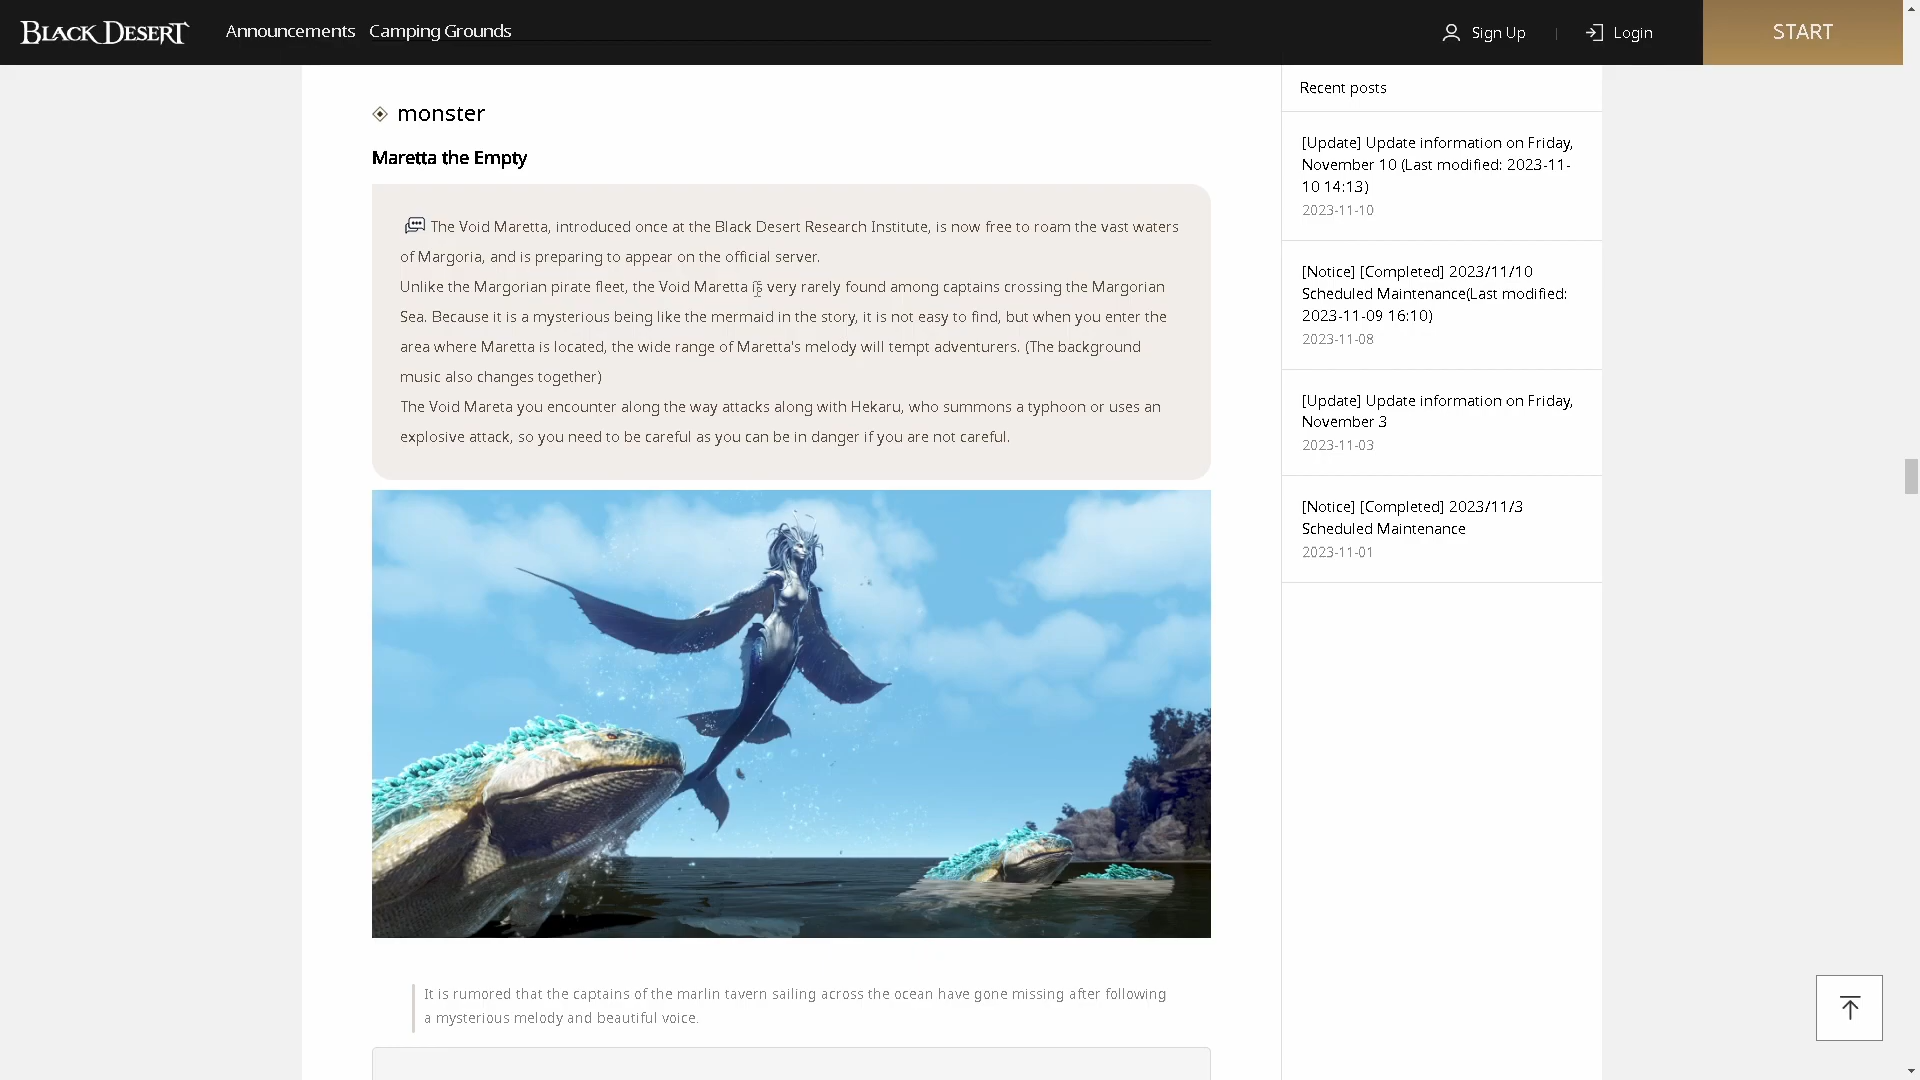 BLACK DESERT
Announcements Camping Grounds
Sign Up | Login
START
monster
Maretta the Empty
The Void Maretta, introduced once at the Black Desert Research Institute, is now free to roam the vast waters
of Margoria, and is preparing to appear on the official server.
Unlike the Margorian pirate fleet, the Void Maretta is very rarely found among captains crossing the Margorian
Sea. Because it is a mysterious being like the mermaid in the story, it is not easy to find, but when you enter the
area where Maretta is located, the wide range of Maretta's melody will tempt adventurers. (The background
music also changes together)
The Void Mareta you encounter along the way attacks along with Hekaru, who summons a typhoon or uses an
explosive attack, so you need to be careful as you can be in danger if you are not careful.
It is rumored that the captains of the marlin tavern sailing across the ocean have gone missing after following
a mysterious melody and beautiful voice.
Recent posts
[Update] Update information on Friday,
November 10 (Last modified: 2023-11-
10 14:13)
2023-11-10
[Notice] [Completed] 2023/11/10
Scheduled Maintenance(Last modified:
2023-11-09 16:10)
2023-11-08
[Update] Update information on Friday,
November 3
2023-11-03
[Notice] [Completed] 2023/11/3
Scheduled Maintenance
2023-11-01